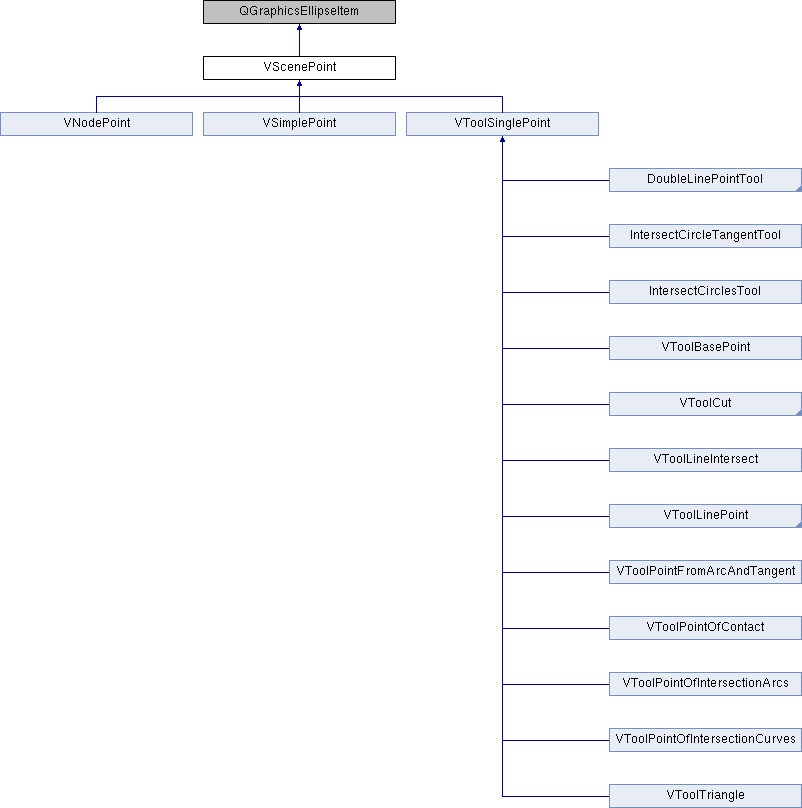 QGraphicsEllipseItem
VScenePoint
VNodePoint
VSimplePoint
VToolSinglePoint
DoubleLinePointTool
IntersectCircleTangentTool
IntersectCirclesTool
VToolBasePoint
VToolCut
VToolLineIntersect
VToolLinePoint
VToolPointFromArcAndTangent
VToolPointOfContact
VToolPointOfIntersectionArcs
VToolPointOfIntersectionCurves
VToolTriangle